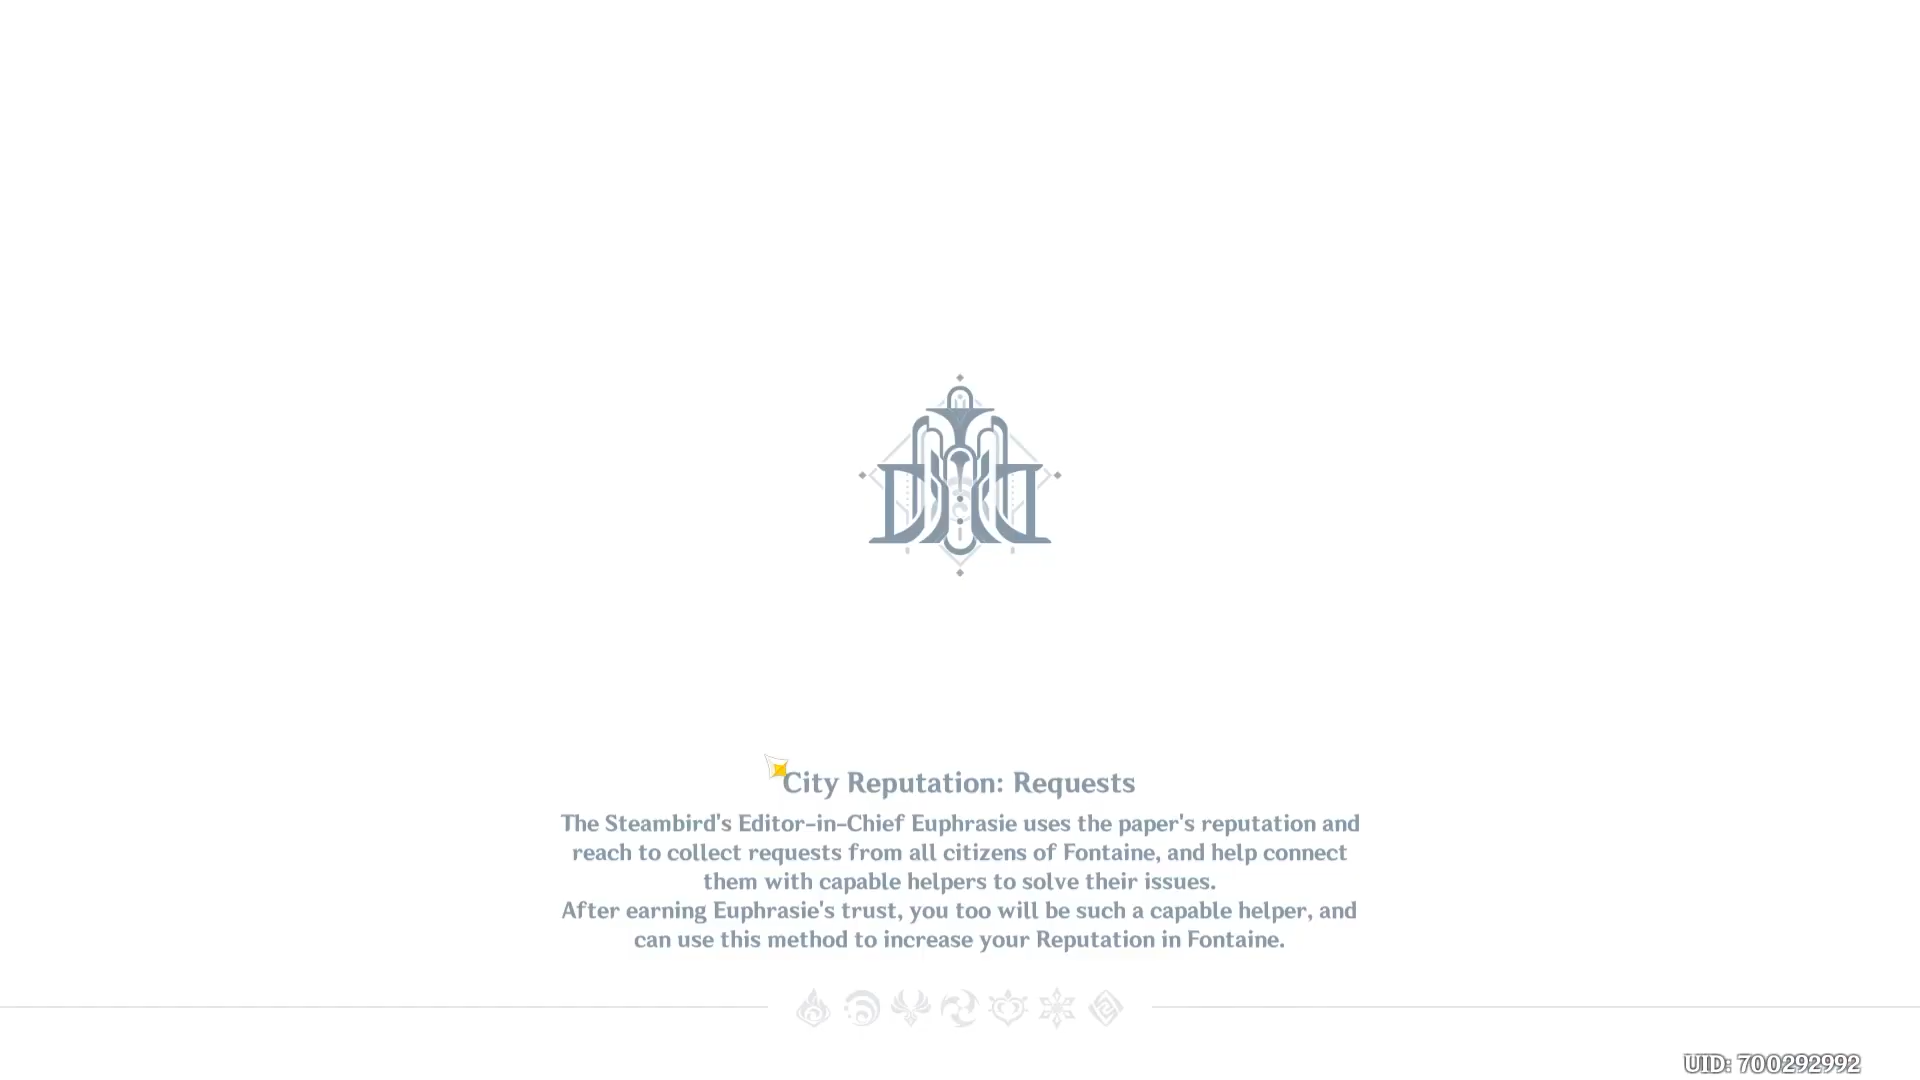 City Reputation: Requests
The Steambird's Editor-in-Chief Euphrasie uses the paper's reputation and
reach to collect requests from all citizens of Fontaine, and help connect
them with capable helpers to solve their issues.
After earning Euphrasie's trust, you too will be such a capable helper, and
can use this method to increase your Reputation in Fontaine.
UID: 700292992